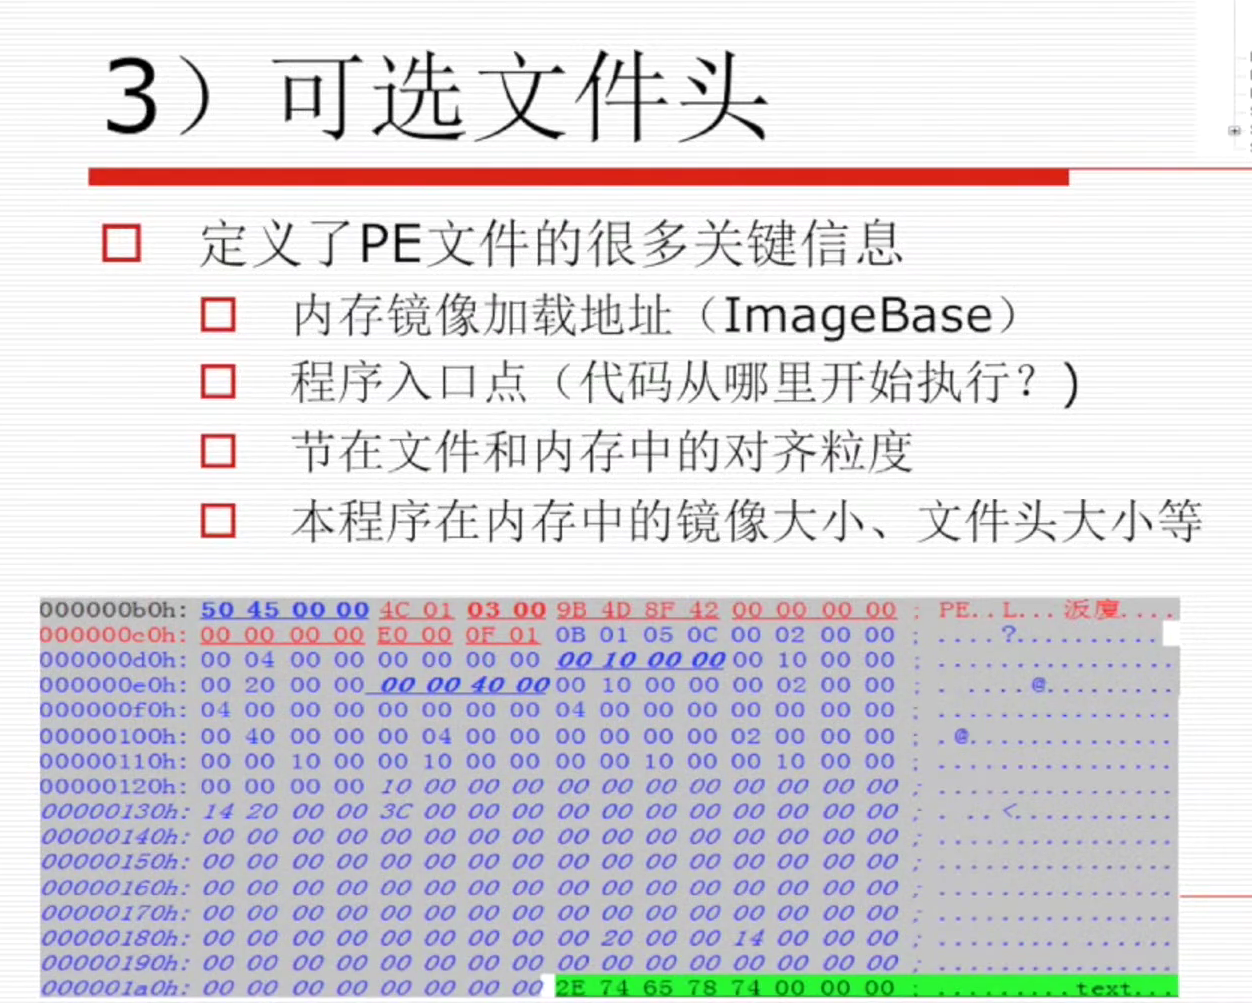 3）可选文件头
定义了PE文件的很多关键信息
内存镜像加载地址（ImageBase）
程序入口点（代码从哪里开始执行？)
节在文件和内存中的对齐粒度
本程序在内存中的镜像大小、文件头大小等
000000b0h: 50 45 00 00 4C 01 03 00 9B 4D 8F 42 00 00 00 00 ; PE..L...派度....
000000c0h: 00 00 00 00 E0 00 0F 01 0B 01 05 0C 00 02 00 00 ; ....?..........
000000d0h: 00 04 00 00 00 00 00 00 00 10 00 00 00 10 00 00 ; ................
000000e0h: 00 20 00 00 00 00 40 00 00 10 00 00 00 02 00 00 ; . ....@.........
000000f0h: 04 00 00 00 00 00 00 00 04 00 00 00 00 00 00 00 ; ................
00000100h: 00 40 00 00 00 04 00 00 00 00 00 00 02 00 00 00 ; .@..............
00000110h: 00 00 10 00 00 10 00 00 00 00 10 00 00 10 00 00 ; ................
00000120h: 00 00 00 00 10 00 00 00 00 00 00 00 00 00 00 00 ; ................
00000130h: 14 20 00 00 3C 00 00 00 00 00 00 00 00 00 00 00 ; . ..<...........
00000140h: 00 00 00 00 00 00 00 00 00 00 00 00 00 00 00 00 ; ................
00000150h: 00 00 00 00 00 00 00 00 00 00 00 00 00 00 00 00 ; ................
00000160h: 00 00 00 00 00 00 00 00 00 00 00 00 00 00 00 00 ; ................
00000170h: 00 00 00 00 00 00 00 00 00 00 00 00 00 00 00 00 ; ................
00000180h: 00 00 00 00 00 00 00 00 00 20 00 00 14 00 00 00 ; ......... ......
00000190h: 00 00 00 00 00 00 00 00 00 00 00 00 00 00 00 00 ; ................
000001a0h: 00 00 00 00 00 00 00 00 2E 74 65 78 74 00 00 00 ; .........text...